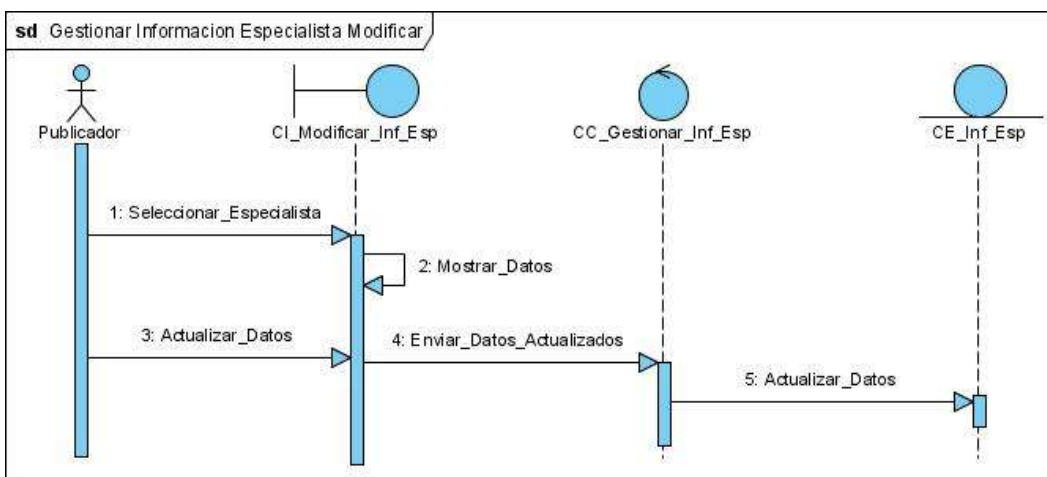 sd Gestionar Informacion Especialista Modificar
Publicador
CI_Modificar_Inf_Esp
CC_Gestionar_Inf_Esp
CE_Inf_Esp
1: Seleccionar_Especialista
2: Mostrar_Datos
3: Actualizar_Datos
4: Enviar_Datos_Actualizados
5: Actualizar_Datos